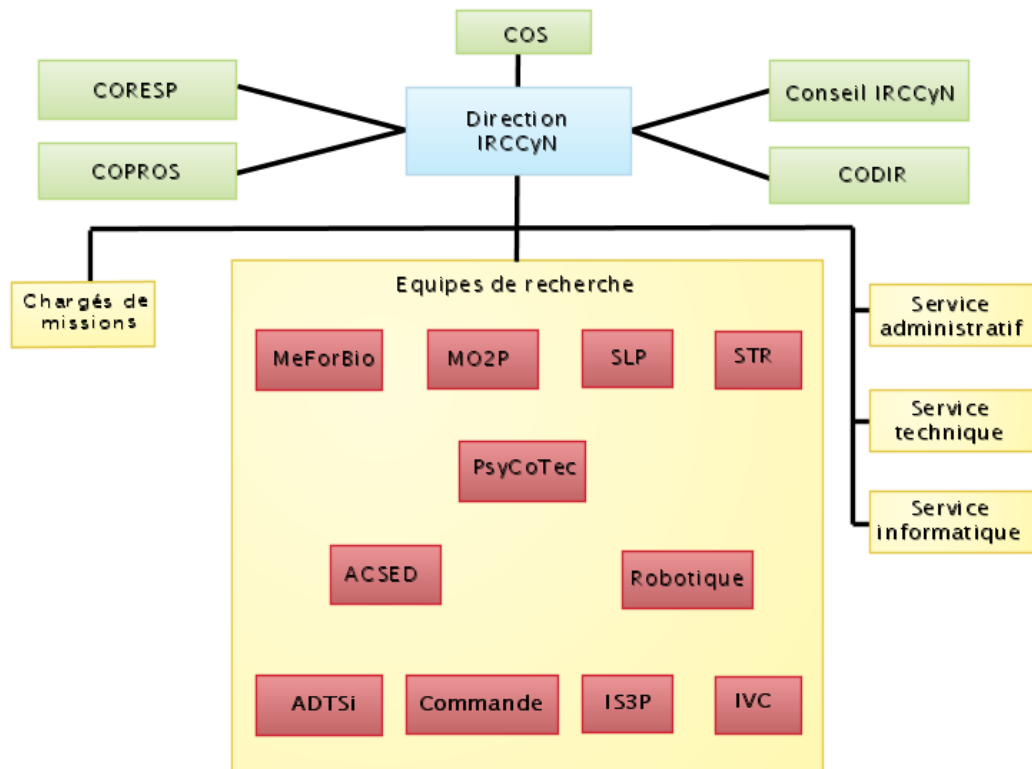 COS
CORESP
Direction
IRCCyN
Conseil IRCCyN
COPROS
CODIR
Chargés de
missions
Equipes de recherche
Service
administratif
MeForBio
MO2P
SLP
STR
Service
technique
PsyCoTec
Service
informatique
ACSED
Robotique
ADTSi
Commande
IS3P
IVC